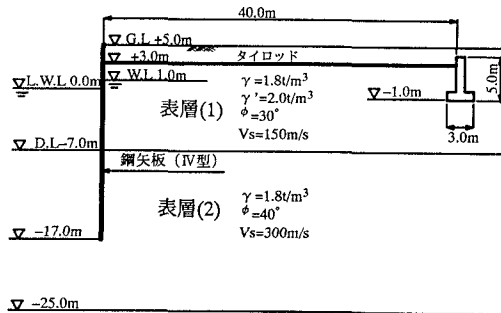 40.0m
G.L +5.0m
+3.0m
タイロッド
L.W.L 0.0m
W.L 1.0m
γ=1.8t/m³
γ'=2.0t/m³
φ=30°
Vs=150m/s
表層(1)
-1.0m
5.0m
3.0m
D.L-7.0m
鋼矢板 (Ⅳ型)
表層(2)
γ=1.8t/m³
φ=40°
Vs=300m/s
-17.0m
-25.0m